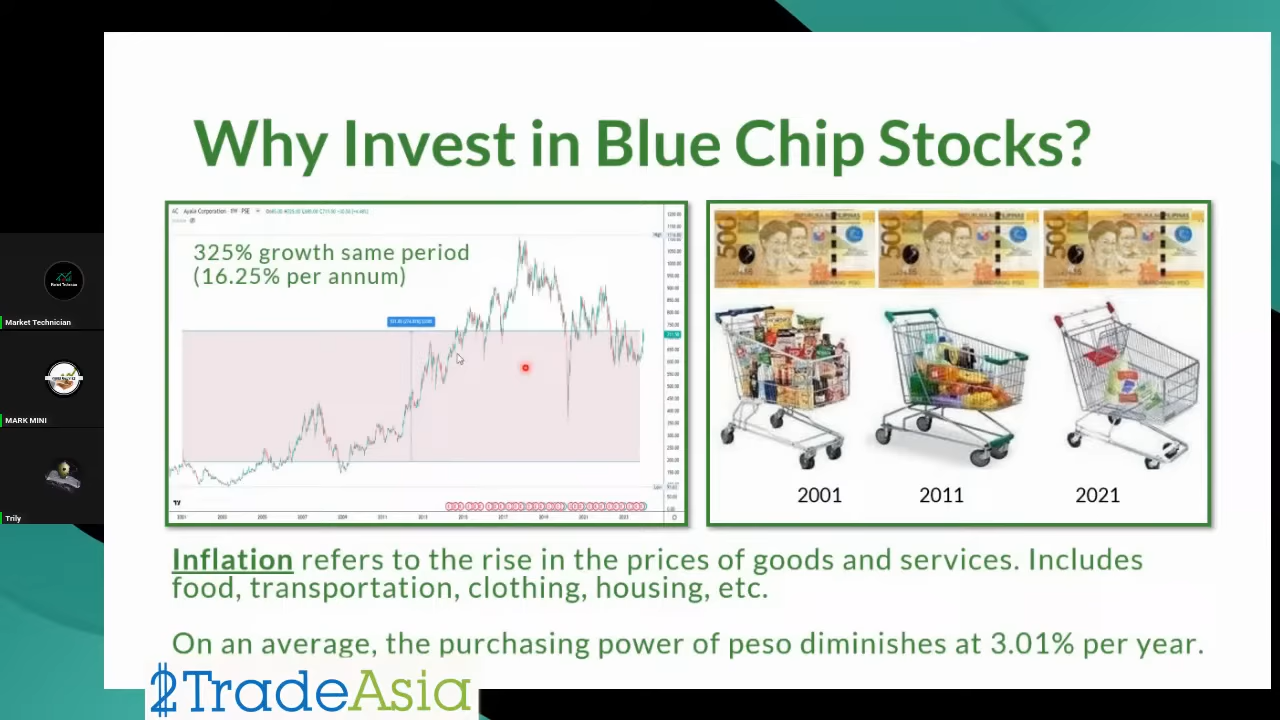 Why Invest in Blue Chip Stocks?
325% growth same period
(16.25% per annum)
Ayala Corporation
2001
2011
2021
Inflation refers to the rise in the prices of goods and services. Includes
food, transportation, clothing, housing, etc.
On an average, the purchasing power of peso diminishes at 3.01% per year.
2TradeAsia
Market Technician
MARK MINI
Trily